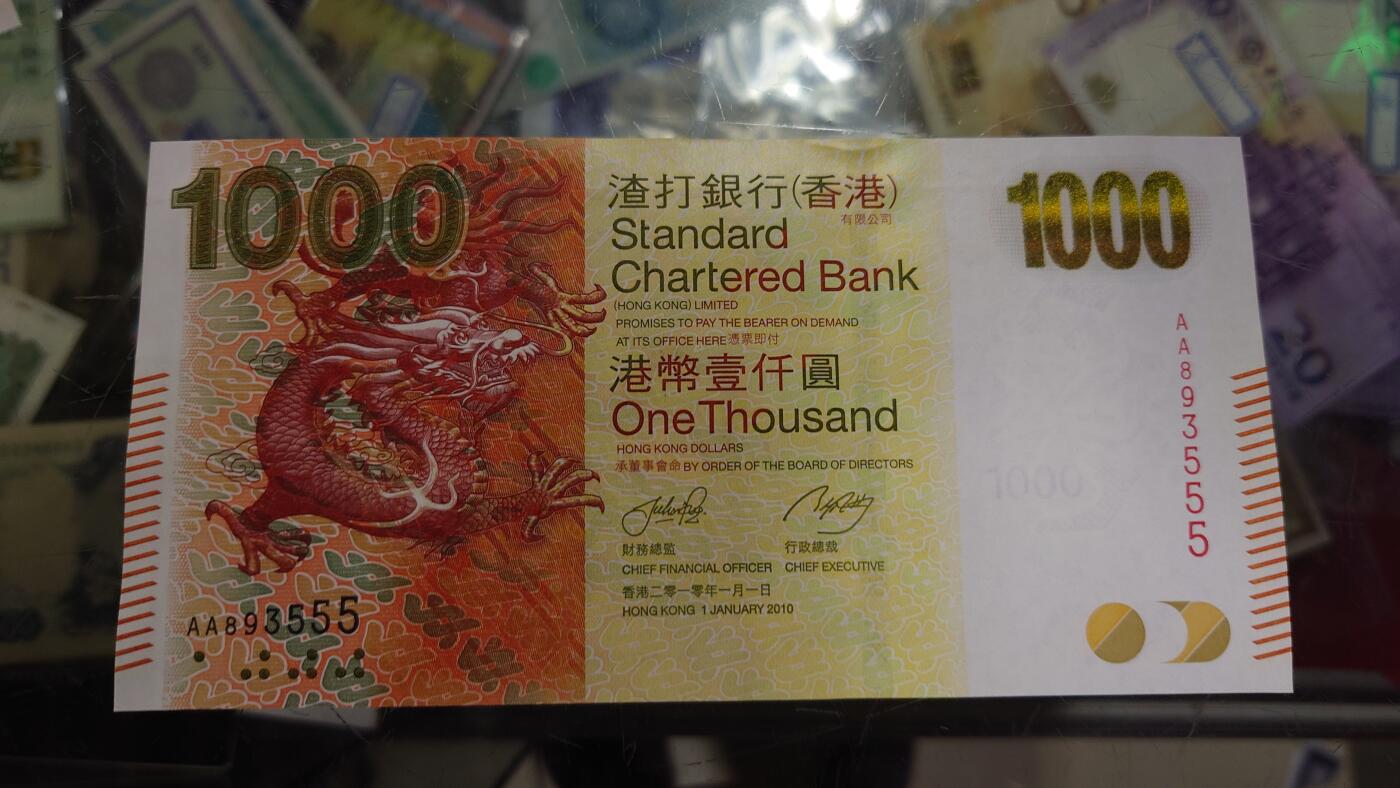 1000
渣打銀行(香港)
有限公司
Standard
Chartered Bank
(HONG KONG) LIMITED
PROMISES TO PAY THE BEARER ON DEMAND
AT ITS OFFICE HERE 憑票即付
港幣壹仟圓
One Thousand
HONG KONG DOLLARS
承董事會命 BY ORDER OF THE BOARD OF DIRECTORS
財務總監
CHIEF FINANCIAL OFFICER
行政總裁
CHIEF EXECUTIVE
香港二零一零年一月一日
HONG KONG 1 JANUARY 2010
AA893555
1000
AA893555
1000
20